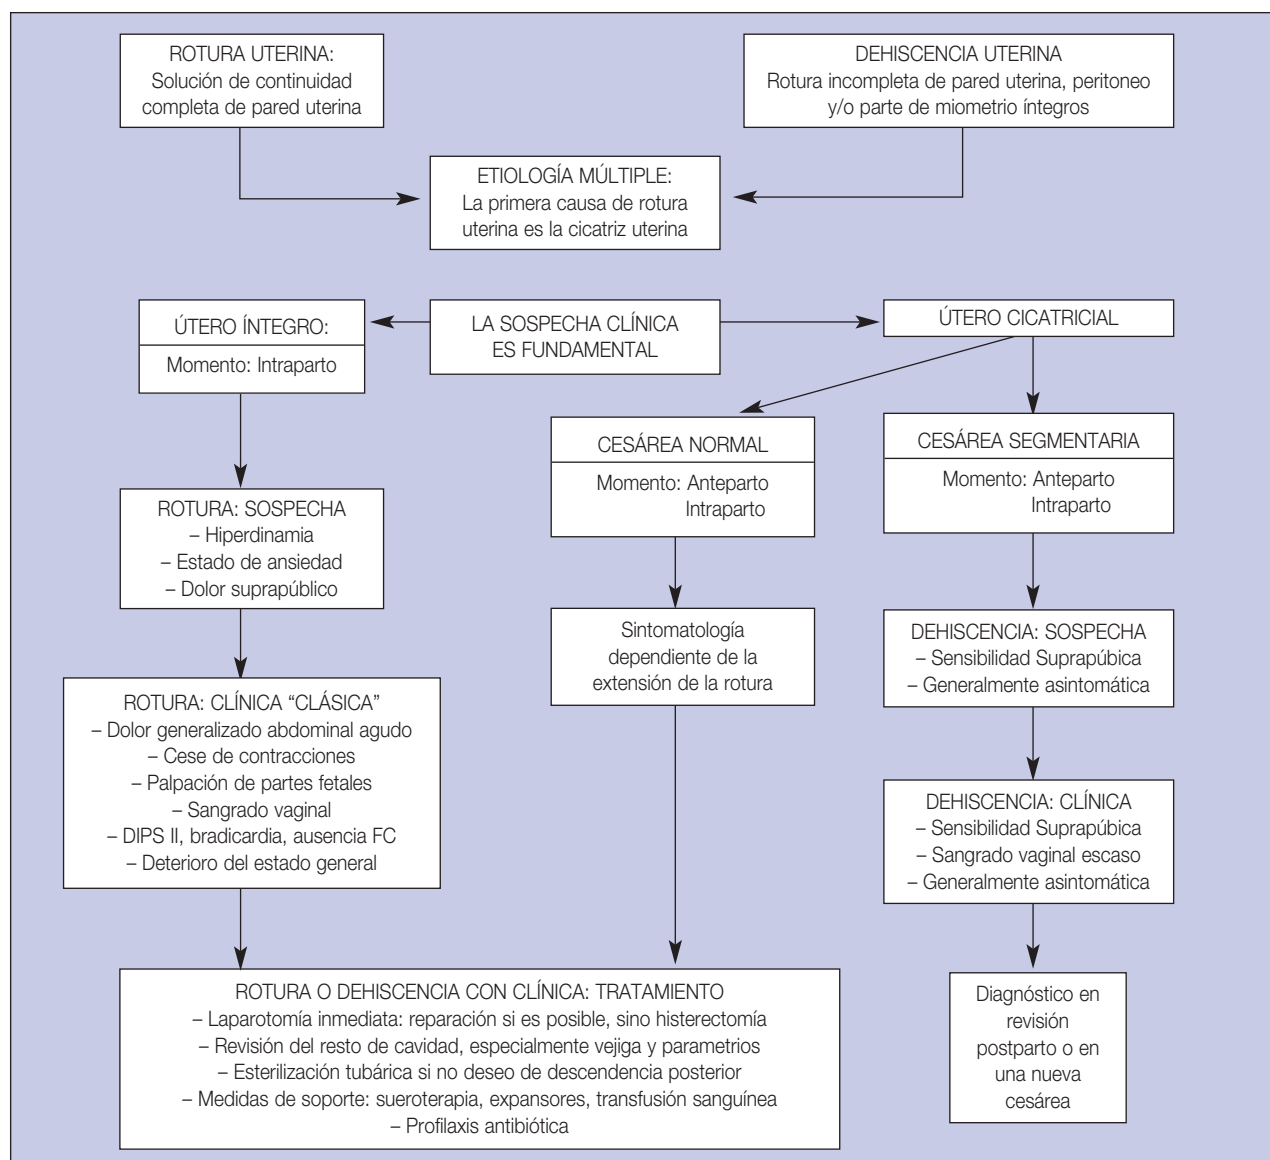 ROTURA UTERINA:
Solución de continuidad
completa de pared uterina
DEHISCENCIA UTERINA
Rotura incompleta de pared uterina, peritoneo
y/o parte de miometrio íntegros
ETIOLOGÍA MÚLTIPLE:
La primera causa de rotura
uterina es la cicatriz uterina
ÚTERO ÍNTEGRO:
Momento: Intraparto
LA SOSPECHA CLÍNICA
ES FUNDAMENTAL
ÚTERO CICATRICIAL
CESÁREA NORMAL
Momento: Anteparto
Intraparto
CESÁREA SEGMENTARIA
Momento: Anteparto
Intraparto
ROTURA: SOSPECHA
– Hiperdinamia
– Estado de ansiedad
– Dolor suprapúblico
Sintomatología
dependiente de la
extensión de la rotura
DEHISCENCIA: SOSPECHA
– Sensibilidad Suprapúbica
– Generalmente asintomática
ROTURA: CLÍNICA “CLÁSICA”
– Dolor generalizado abdominal agudo
– Cese de contracciones
– Palpación de partes fetales
– Sangrado vaginal
– DIPS II, bradicardia, ausencia FC
– Deterioro del estado general
DEHISCENCIA: CLÍNICA
– Sensibilidad Suprapúbica
– Sangrado vaginal escaso
– Generalmente asintomática
ROTURA O DEHISCENCIA CON CLÍNICA: TRATAMIENTO
– Laparotomía inmediata: reparación si es posible, sino histerectomía
– Revisión del resto de cavidad, especialmente vejiga y parametrios
– Esterilización tubárica si no deseo de descendencia posterior
– Medidas de soporte: sueroterapia, expansores, transfusión sanguínea
– Profilaxis antibiótica
Diagnóstico en
revisión
postparto o en
una nueva
cesárea